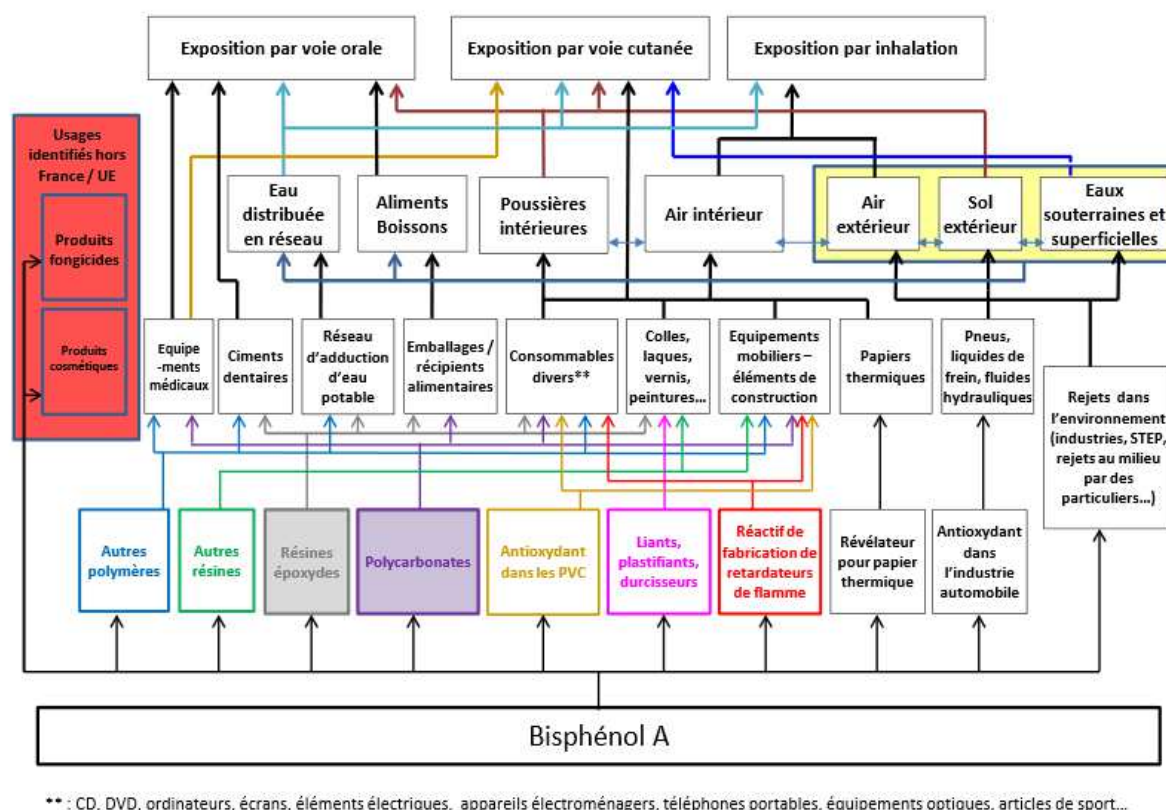 Exposition par voie orale
Exposition par voie cutanée
Exposition par inhalation
Usages
identifiés hors
France / UE
Produits
fongicides
Produits
cosmétiques
Eau
distribuée
en réseau
Aliments
Boissons
Poussières
intérieures
Air intérieur
Air
extérieur
Sol
extérieur
Eaux
souterraines et
superficielles
Equipe
-ments
médicaux
Ciments
dentaires
Réseau
d'adduction
d'eau
potable
Emballages /
récipients
alimentaires
Consommables
divers**
Colles,
laques,
vernis,
peintures...
Equipements
mobiliers –
éléments de
construction
Papiers
thermiques
Pneus,
liquides de
frein, fluides
hydrauliques
Rejets dans
l'environnement
(industries, STEP,
rejets au milieu
par des
particuliers...)
Autres
polymères
Autres
résines
Résines
époxydes
Polycarbonates
Antioxydant
dans les PVC
Liants,
plastifiants,
durcisseurs
Réactif de
fabrication de
retardateurs
de flamme
Révélateur
pour papier
thermique
Antioxydant
dans
l'industrie
automobile
Bisphénol A
** : CD, DVD, ordinateurs, écrans, éléments électriques, appareils électroménagers, téléphones portables, équipements optiques, articles de sport...